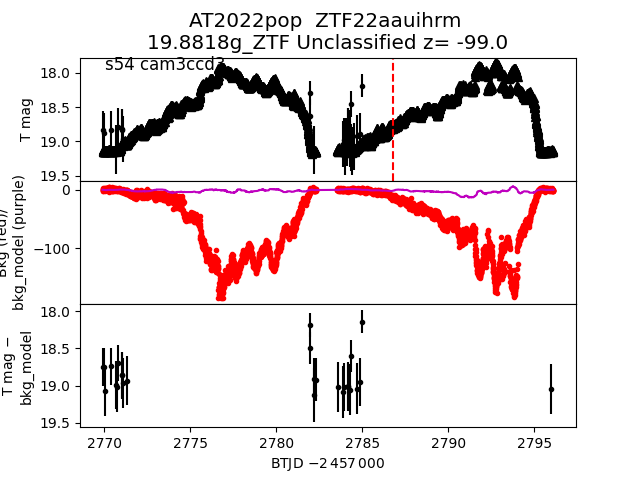 AT2022pop ZTF22aauihrm
19.8818g_ZTF Unclassified z= -99.0
s54 cam3ccd3
18.0
18.5
19.0
19.5
T mag
0
−100
Bkg (red)/
bkg_model (purple)
18.0
18.5
19.0
19.5
T mag −
bkg_model
2770 2775 2780 2785 2790 2795
BTJD −2 457 000